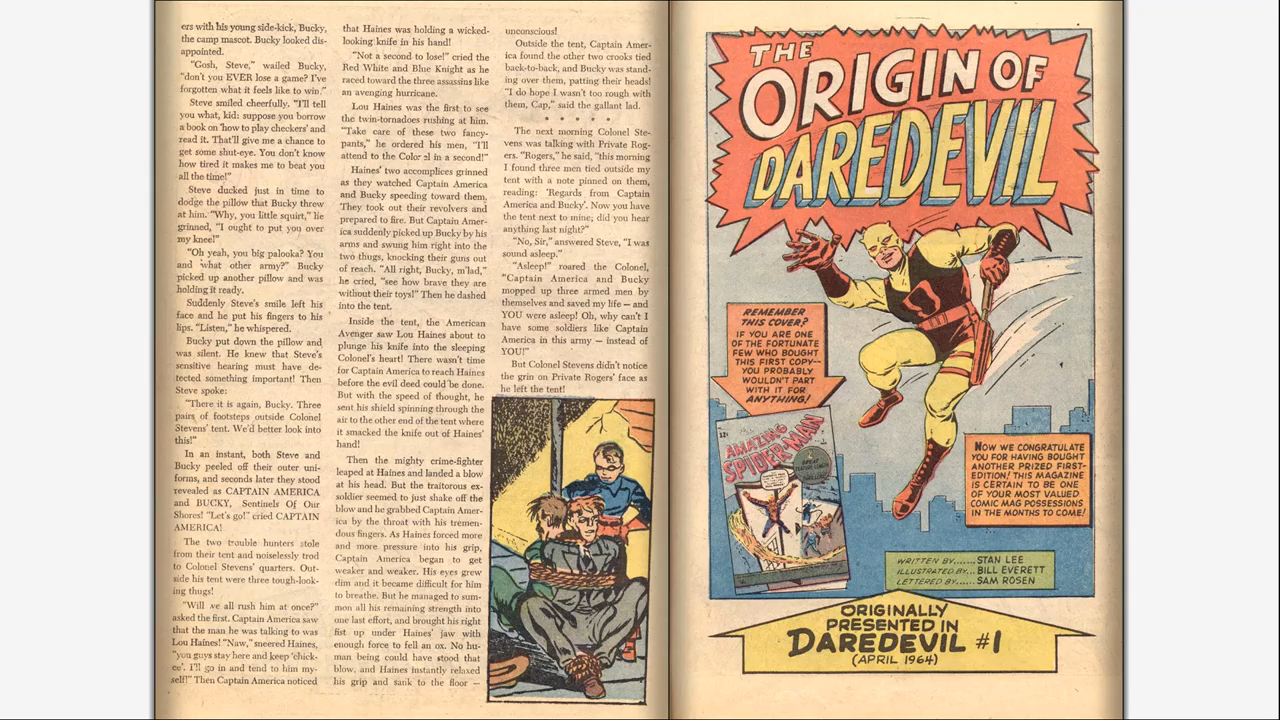 ers with his young side-kick, Bucky,
the camp mascot. Bucky looked dis-
appointed.
"Gosh, Steve," wailed Bucky,
"don't you EVER lose a game? I've
forgotten what it feels like to win."
Steve smiled cheerfully. "I'll tell
you what, kid: suppose you borrow
a book on 'how to play checkers' and
read it. That'll give me a chance to
get some shut-eye. You don't know
how tired it makes me to beat you
all the time!"
Steve ducked just in time to
dodge the pillow that Bucky threw
at him. "Why, you little squirt," he
grinned, "I ought to put you over
my knee!"
"Oh yeah, you big palooka? You
and what other army?" Bucky
picked up another pillow and was
holding it ready.
Suddenly Steve's smile left his
face and he put his fingers to his
lips. "Listen," he whispered.
Bucky put down the pillow and
was silent. He knew that Steve's
sensitive hearing must have de-
tected something important! Then
Steve spoke:
"There it is again, Bucky. Three
pairs of footsteps outside Colonel
Stevens' tent. We'd better look into
this!"
In an instant, both Steve and
Bucky peeled off their outer uni-
forms, and seconds later they stood
revealed as CAPTAIN AMERICA
and BUCKY, Sentinels Of Our
Shores! "Let's go!" cried CAPTAIN
AMERICA!
The two trouble hunters stole
from their tent and noiselessly trod
to Colonel Stevens' quarters. Out-
side his tent were three tough-look-
ing thugs!
"Will we all rush him at once?"
asked the first. Captain America saw
that the man he was talking to was
Lou Haines! "Naw," sneered Haines,
"you guys stay here and keep 'chick-
ee'. I'll go in and tend to him my-
self!" Then Captain America noticed
that Haines was holding a wicked-
looking knife in his hand!
"Not a second to lose!" cried the
Red White and Blue Knight as he
raced toward the three assassins like
an avenging hurricane.
Lou Haines was the first to see
the twin-tornadoes rushing at him.
"Take care of these two fancy-
pants," he ordered his men, "I'll
attend to the Colonel in a second!"
Haines' two accomplices grinned
as they watched Captain America
and Bucky speeding toward them.
They took out their revolvers and
prepared to fire. But Captain Amer-
ica suddenly picked up Bucky by his
arms and swung him right into the
two thugs, knocking their guns out
of reach. "All right, Bucky, m'lad,"
he cried, "see how brave they are
without their toys!" Then he dashed
into the tent.
Inside the tent, the American
Avenger saw Lou Haines about to
plunge his knife into the sleeping
Colonel's heart! There wasn't time
for Captain America to reach Haines
before the evil deed could be done.
But with the speed of thought, he
sent his shield spinning through the
air to the other end of the tent where
it smacked the knife out of Haines'
hand!
Then the mighty crime-fighter
leaped at Haines and landed a blow
at his head. But the traitorous ex-
soldier seemed to just shake off the
blow and he grabbed Captain Amer-
ica by the throat with his tremen-
dous fingers. As Haines forced more
and more pressure into his grip,
Captain America began to get
weaker and weaker. His eyes grew
dim and it became difficult for him
to breathe. But he managed to sum-
mon all his remaining strength into
one last effort, and brought his right
fist up under Haines' jaw with
enough force to fell an ox. No hu-
man being could have stood that
blow, and Haines instantly relaxed
his grip and sank to the floor —
unconscious!
Outside the tent, Captain Amer-
ica found the other two crooks tied
back-to-back, and Bucky was stand-
ing over them, patting their heads!
"I do hope I wasn't too rough with
them, Cap," said the gallant lad.
* * * * *
The next morning Colonel Ste-
vens was talking with Private Rog-
ers. "Rogers," he said, "this morning
I found three men tied outside my
tent with a note pinned on them,
reading: 'Regards from Captain
America and Bucky'. Now you have
the tent next to mine; did you hear
anything last night?"
"No, Sir," answered Steve, "I was
sound asleep."
"Asleep!" roared the Colonel,
"Captain America and Bucky
mopped up three armed men by
themselves and saved my life — and
YOU were asleep! Oh, why can't I
have some soldiers like Captain
America in this army — instead of
YOU!"
But Colonel Stevens didn't notice
the grin on Private Rogers' face as
he left the tent!
THE
ORIGIN OF
DAREDEVIL
REMEMBER
THIS COVER?
IF YOU ARE ONE
OF THE FORTUNATE
FEW WHO BOUGHT
THIS FIRST COPY--
YOU PROBABLY
WOULDN'T PART
WITH IT FOR
ANYTHING!
AMAZING
SPIDER-MAN
NOW WE CONGRATULATE
YOU FOR HAVING BOUGHT
ANOTHER PRIZED FIRST-
EDITION! THIS MAGAZINE
IS CERTAIN TO BE ONE
OF YOUR MOST VALUED
COMIC MAG POSSESSIONS
IN THE MONTHS TO COME!
WRITTEN BY......STAN LEE
ILLUSTRATED BY...BILL EVERETT
LETTERED BY......SAM ROSEN
ORIGINALLY
PRESENTED IN
DAREDEVIL #1
(APRIL 1964)